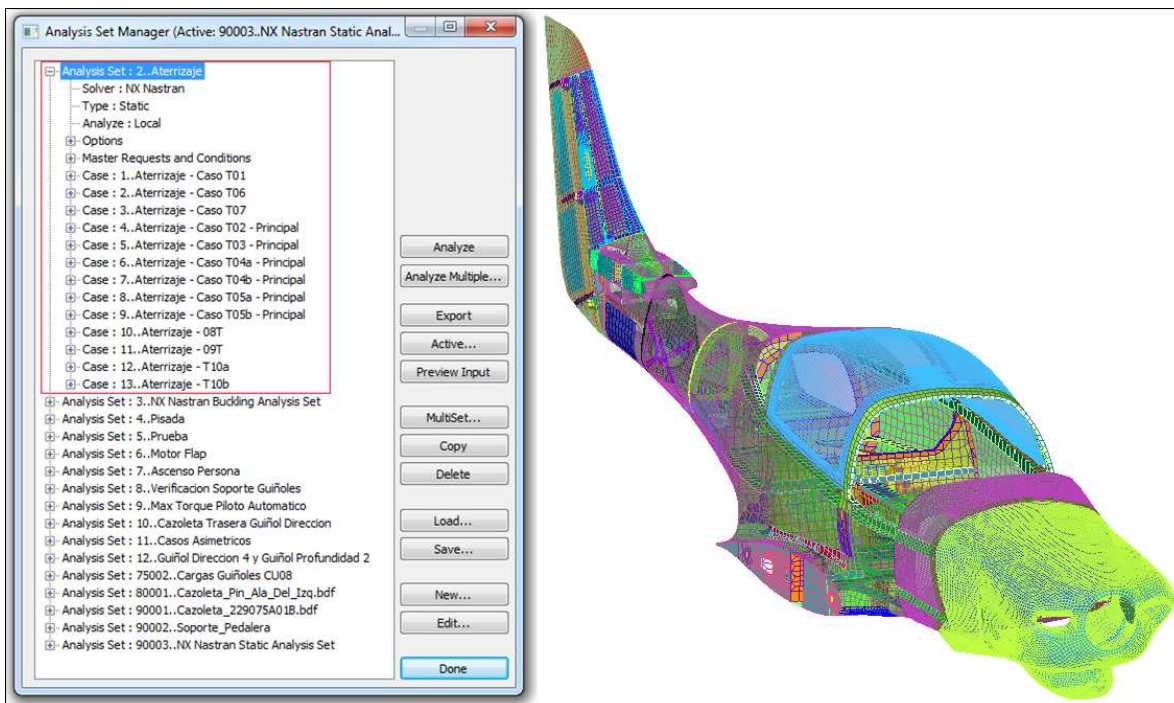 Analysis Set Manager (Active: 90003..NX Nastran Static Anal...
Analysis Set : 2..Aterrizaje
Solver : NX Nastran
Type : Static
Analyze : Local
Options
Master Requests and Conditions
Case : 1..Aterrizaje - Caso T01
Case : 2..Aterrizaje - Caso T06
Case : 3..Aterrizaje - Caso T07
Case : 4..Aterrizaje - Caso T02 - Principal
Case : 5..Aterrizaje - Caso T03 - Principal
Case : 6..Aterrizaje - Caso T04a - Principal
Case : 7..Aterrizaje - Caso T04b - Principal
Case : 8..Aterrizaje - Caso T05a - Principal
Case : 9..Aterrizaje - Caso T05b - Principal
Case : 10..Aterrizaje - 08T
Case : 11..Aterrizaje - 09T
Case : 12..Aterrizaje - T10a
Case : 13..Aterrizaje - T10b
Analysis Set : 3..NX Nastran Buckling Analysis Set
Analysis Set : 4..Pisada
Analysis Set : 5..Prueba
Analysis Set : 6..Motor Flap
Analysis Set : 7..Ascenso Persona
Analysis Set : 8..Verificacion Soporte Guiñoles
Analysis Set : 9..Max Torque Piloto Automatico
Analysis Set : 10..Cazoleta Trasera Guiñol Direccion
Analysis Set : 11..Casos Asimetricos
Analysis Set : 12..Guiñol Direccion 4 y Guiñol Profundidad 2
Analysis Set : 75002..Cargas Guiñoles CU08
Analysis Set : 80001..Cazoleta_Pin_Ala_Del_Izq.bdf
Analysis Set : 90001..Cazoleta_229075A01B.bdf
Analysis Set : 90002..Soporte_Pedalera
Analysis Set : 90003..NX Nastran Static Analysis Set
Analyze
Analyze Multiple...
Export
Active...
Preview Input
MultiSet...
Copy
Delete
Load...
Save...
New...
Edit...
Done